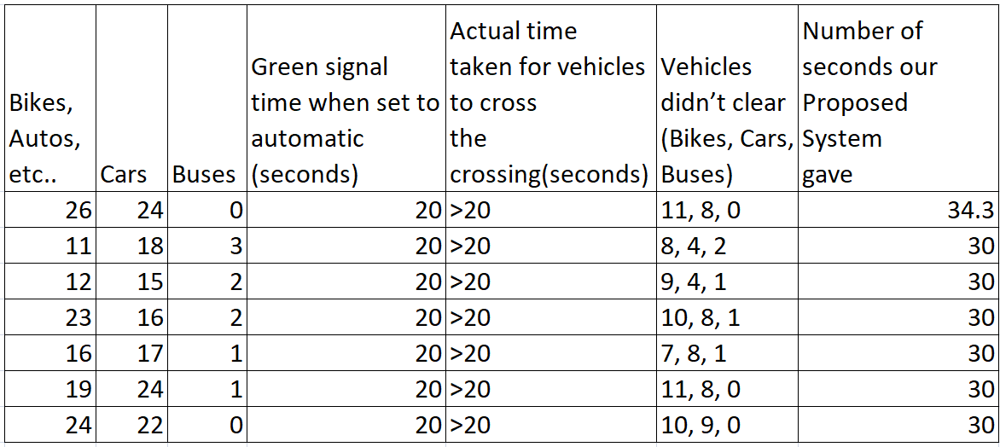 Bikes, Autos, etc.. | Cars | Buses | Green signal time when set to automatic (seconds) | Actual time taken for vehicles to cross the crossing(seconds) | Vehicles didn’t clear (Bikes, Cars, Buses) | Number of seconds our Proposed System gave
26 | 24 | 0 | 20 | >20 | 11, 8, 0 | 34.3
11 | 18 | 3 | 20 | >20 | 8, 4, 2 | 30
12 | 15 | 2 | 20 | >20 | 9, 4, 1 | 30
23 | 16 | 2 | 20 | >20 | 10, 8, 1 | 30
16 | 17 | 1 | 20 | >20 | 7, 8, 1 | 30
19 | 24 | 1 | 20 | >20 | 11, 8, 0 | 30
24 | 22 | 0 | 20 | >20 | 10, 9, 0 | 30